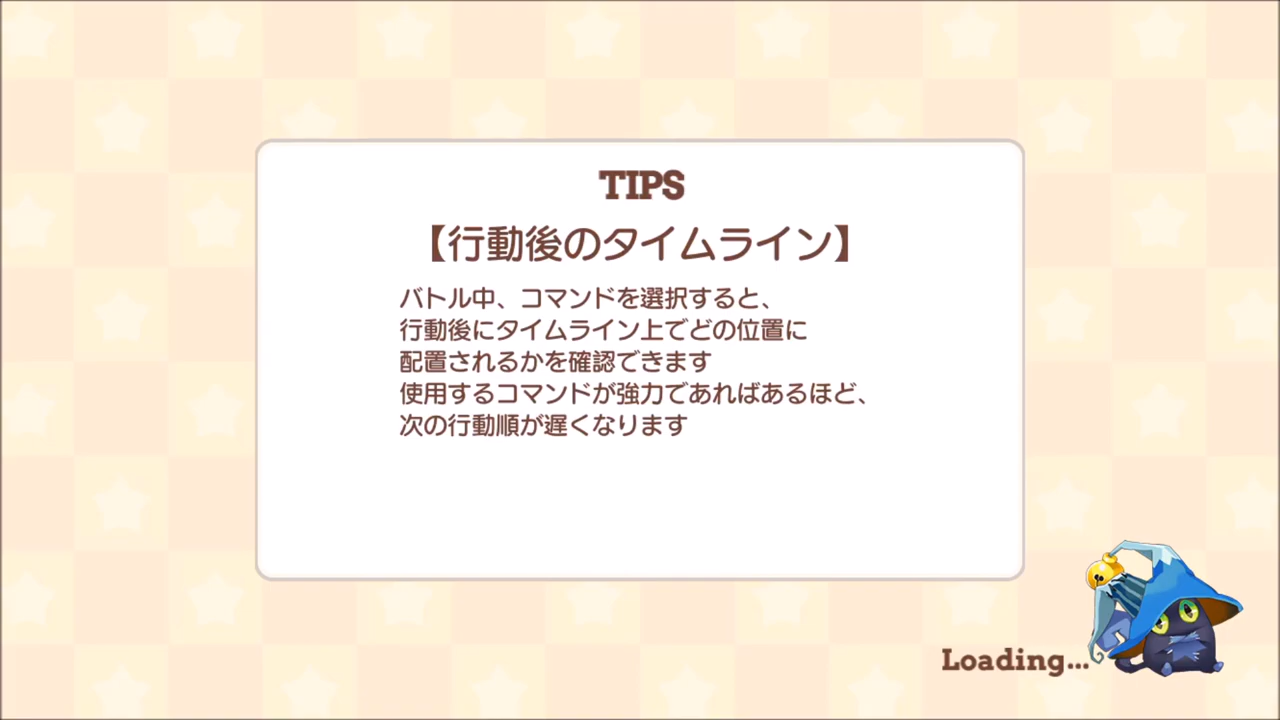 TIPS
【行動後のタイムライン】
バトル中、コマンドを選択すると、
行動後にタイムライン上でどの位置に
配置されるかを確認できます
使用するコマンドが強力であればあるほど、
次の行動順が遅くなります
Loading...